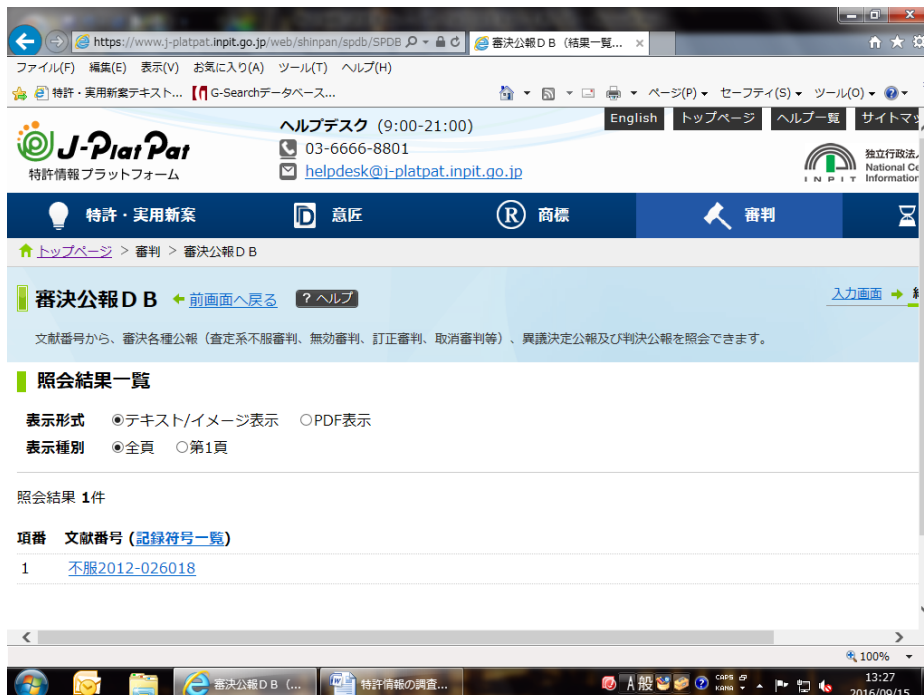 https://www.j-platpat.inpit.go.jp/web/shinpan/spdb/SPDB
審決公報ＤＢ（結果一覧...
ファイル(F) 編集(E) 表示(V) お気に入り(A) ツール(T) ヘルプ(H)
特許・実用新案テキスト... G-Searchデータベース... ページ(P) セーフティ(S) ツール(O)
ヘルプデスク (9:00-21:00)
English トップページ ヘルプ一覧 サイトマッ
J-PlatPat
特許情報プラットフォーム
03-6666-8801
helpdesk@j-platpat.inpit.go.jp
INPIT
独立行政法人
National Ce
Information
特許・実用新案 意匠 商標 審判
トップページ > 審判 > 審決公報ＤＢ
審決公報ＤＢ 前画面へ戻る ? ヘルプ 入力画面
文献番号から、審決各種公報（査定系不服審判、無効審判、訂正審判、取消審判等）、異議決定公報及び判決公報を照会できます。
照会結果一覧
表示形式 テキスト/イメージ表示 PDF表示
表示種別 全頁 第1頁
照会結果 1件
項番 文献番号 (記録符号一覧)
1 不服2012-026018
100%
審決公報ＤＢ（... 特許情報の調査... A 般 CAPS KANA 13:27
2016/09/15